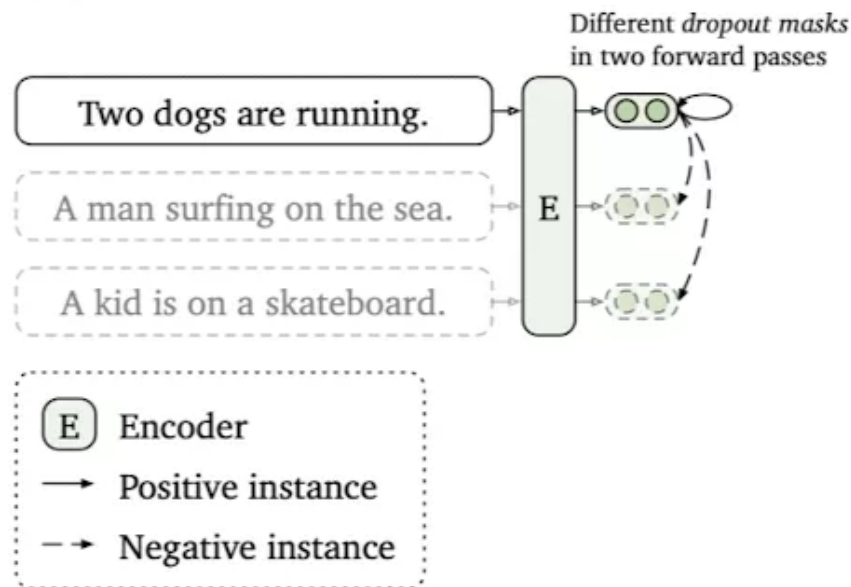 Different dropout masks
in two forward passes
Two dogs are running.
A man surfing on the sea.
E
A kid is on a skateboard.
E Encoder
Positive instance
Negative instance